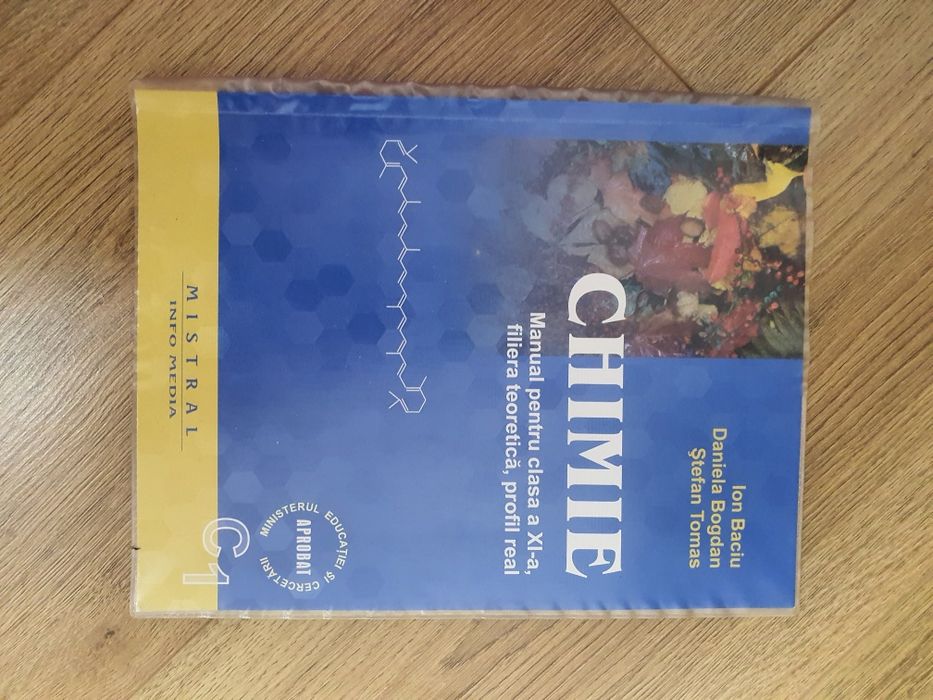 Ion Baciu
Daniela Bogdan
Ştefan Tomas
CHIMIE
Manual pentru clasa a XI-a,
filiera teoretică, profil real
MINISTERUL EDUCAŢIEI ŞI CERCETĂRII
APROBAT
MISTRAL
INFO MEDIA
C1